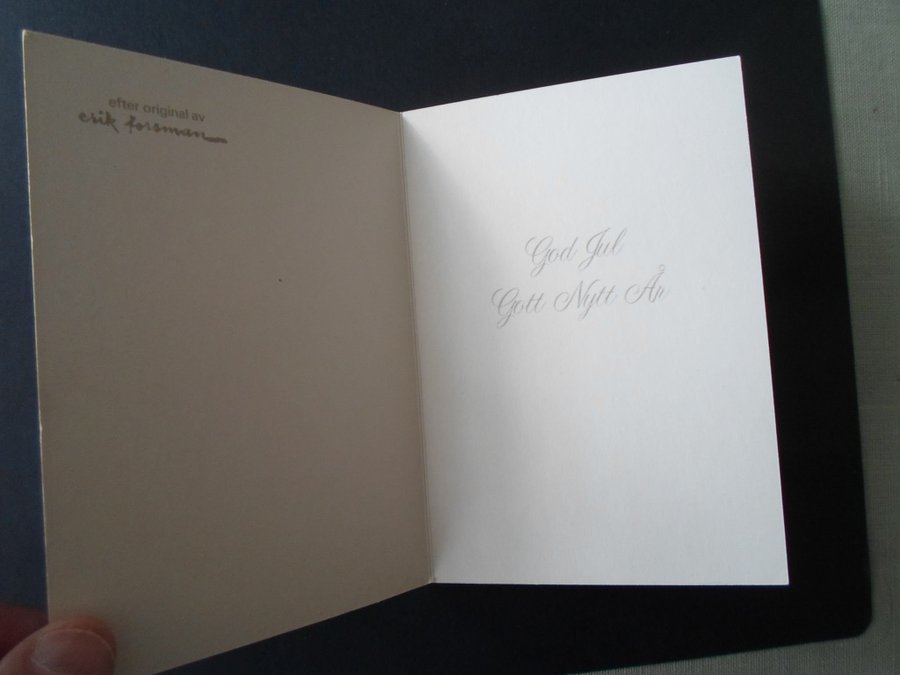 efter original av
erik forsman
God Jul
Gott Nytt År